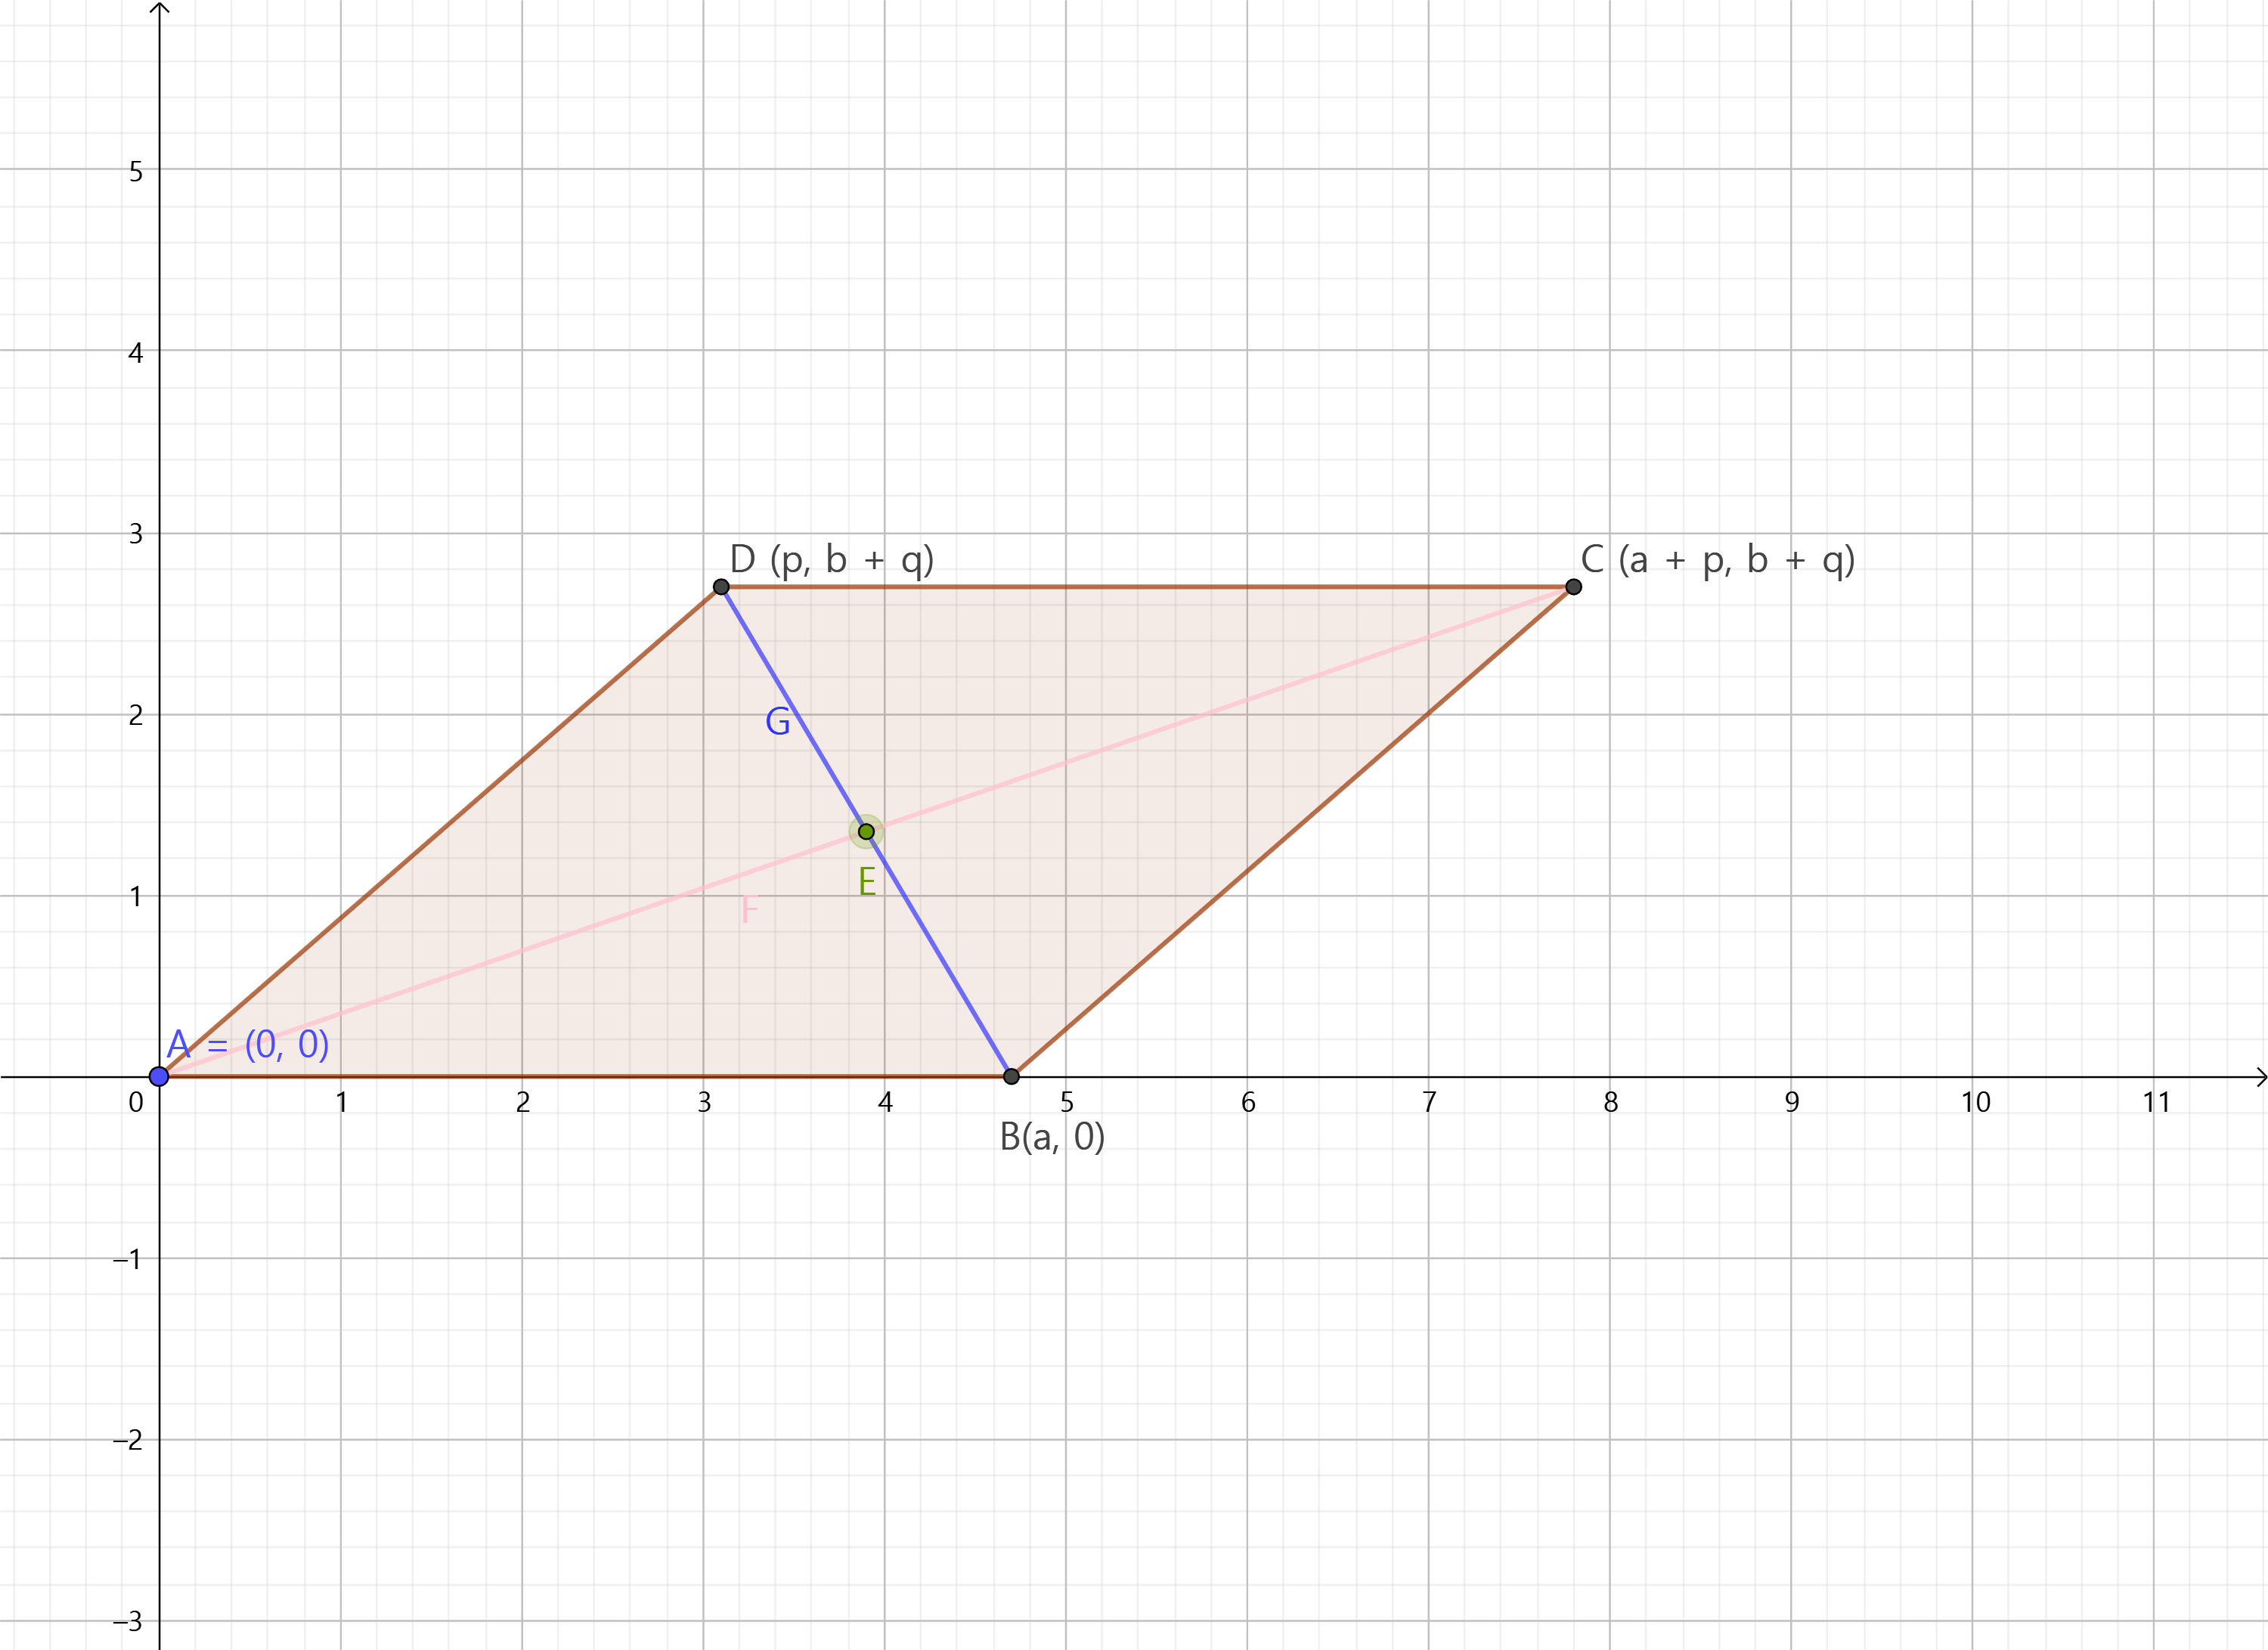 5
4
3
D (p, b + q)
C (a + p, b + q)
2
G
1
E
F
A = (0, 0)
0 1 2 3 4 5 6 7 8 9 10 11
B(a, 0)
–1
–2
–3